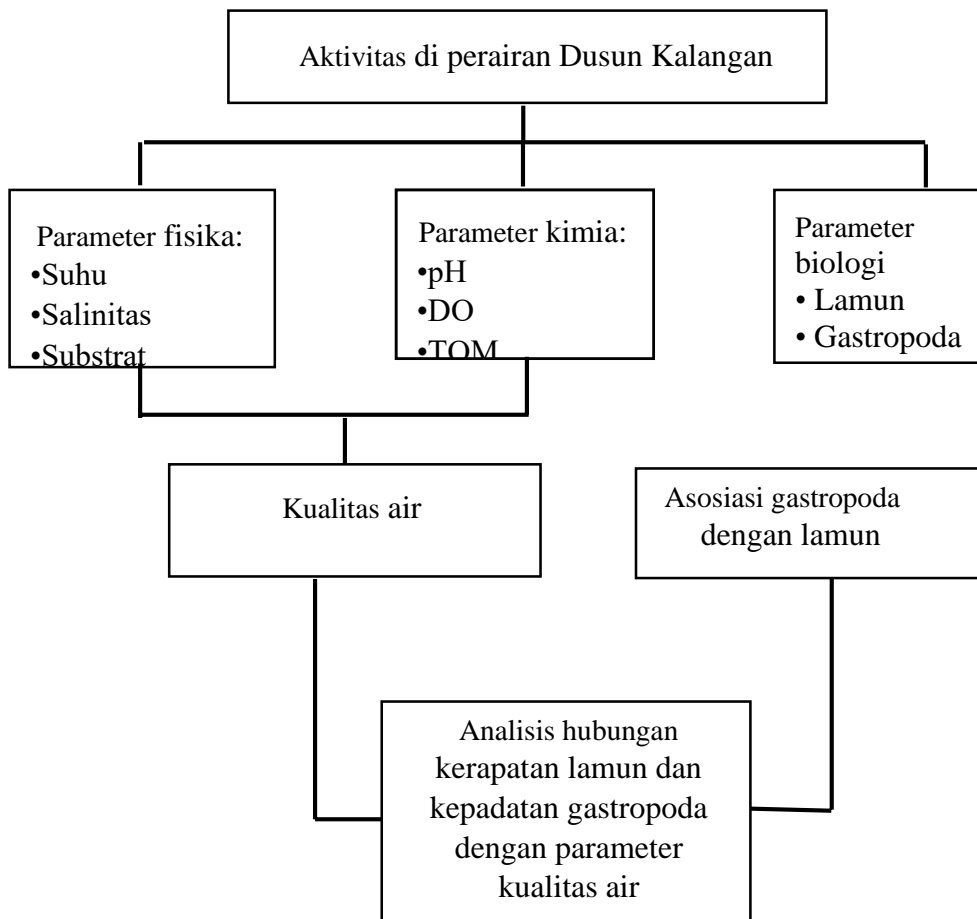 Aktivitas di perairan Dusun Kalangan
Parameter fisika:
•Suhu
•Salinitas
•Substrat
Parameter kimia:
•pH
•DO
•TOM
Parameter
biologi
• Lamun
• Gastropoda
Kualitas air
Asosiasi gastropoda
dengan lamun
Analisis hubungan
kerapatan lamun dan
kepadatan gastropoda
dengan parameter
kualitas air